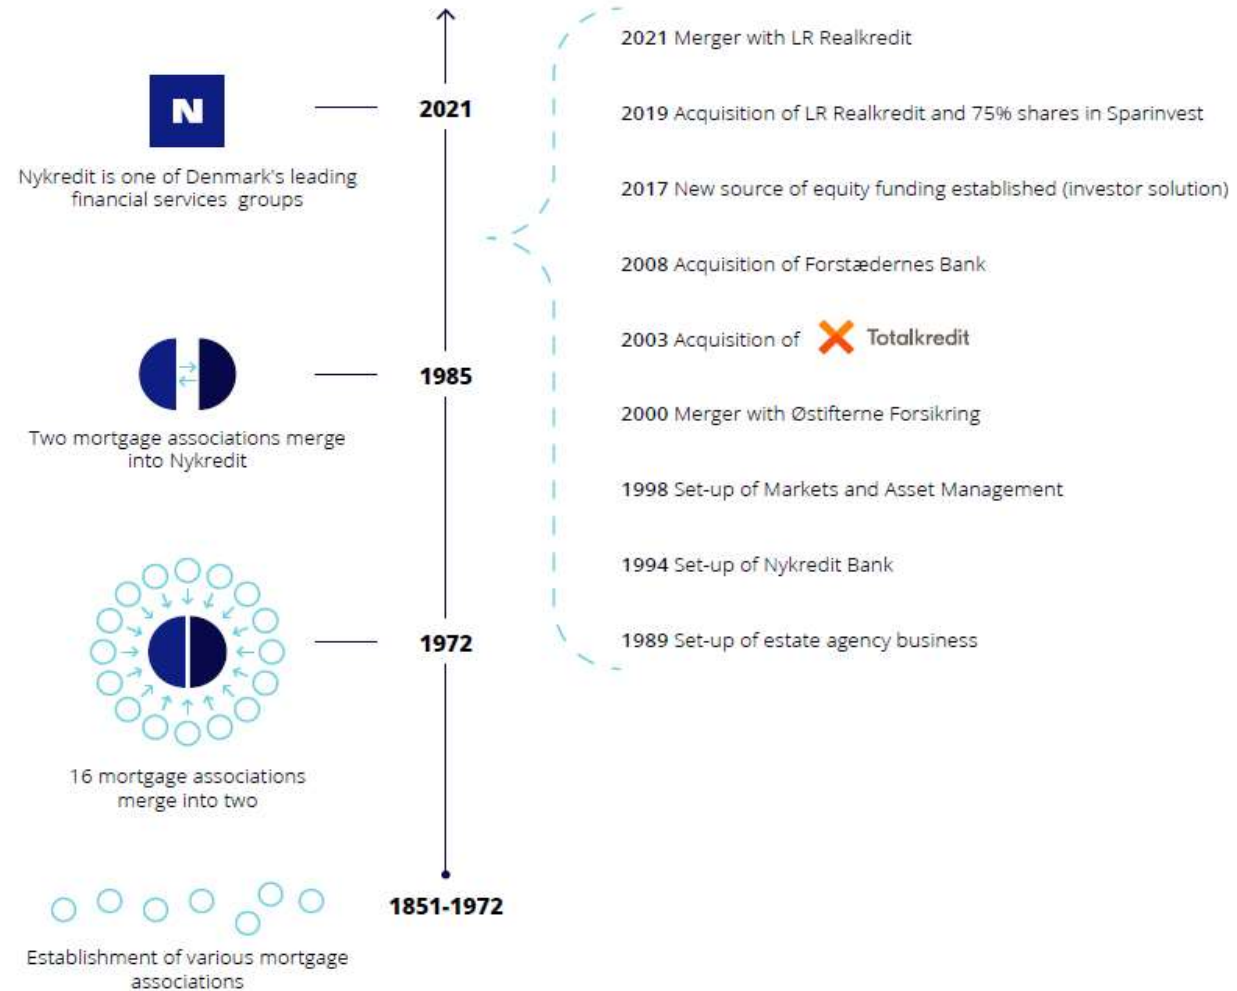 N
2021
Nykredit is one of Denmark's leading
financial services groups
1985
Two mortgage associations merge
into Nykredit
1972
16 mortgage associations
merge into two
1851-1972
Establishment of various mortgage
associations
2021 Merger with LR Realkredit
2019 Acquisition of LR Realkredit and 75% shares in Sparinvest
2017 New source of equity funding established (investor solution)
2008 Acquisition of Forstædernes Bank
2003 Acquisition of Totalkredit
2000 Merger with Østifterne Forsikring
1998 Set-up of Markets and Asset Management
1994 Set-up of Nykredit Bank
1989 Set-up of estate agency business